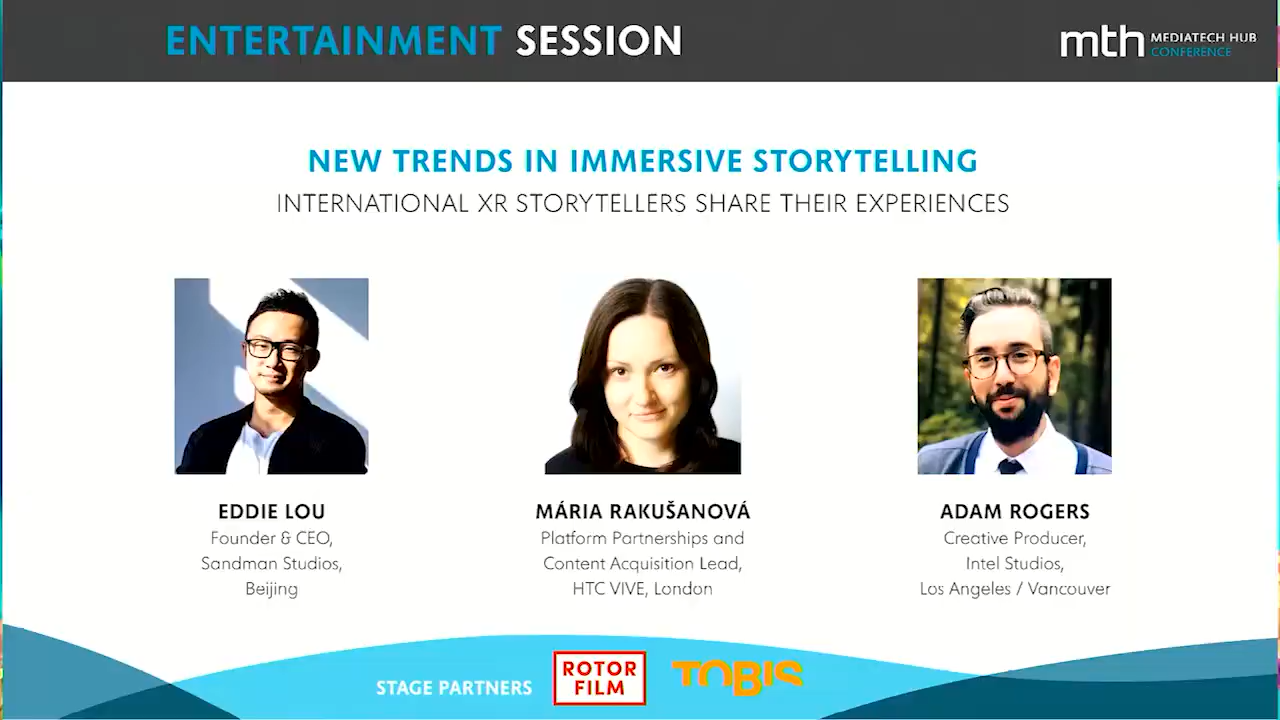 ENTERTAINMENT SESSION
mth MEDIATECH HUB
CONFERENCE
NEW TRENDS IN IMMERSIVE STORYTELLING
INTERNATIONAL XR STORYTELLERS SHARE THEIR EXPERIENCES
EDDIE LOU
Founder & CEO,
Sandman Studios,
Beijing
MÁRIA RAKUŠANOVÁ
Platform Partnerships and
Content Acquisition Lead,
HTC VIVE, London
ADAM ROGERS
Creative Producer,
Intel Studios,
Los Angeles / Vancouver
STAGE PARTNERS
ROTOR
FILM
TOBIS